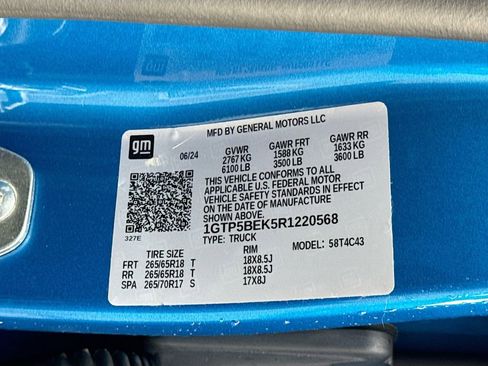 MFD BY GENERAL MOTORS LLC
gm
06/24
GVWR GAWR FRT GAWR RR
2767 KG 1588 KG 1633 KG
6100 LB 3500 LB 3600 LB
THIS VEHICLE CONFORMS TO ALL
APPLICABLE U.S. FEDERAL MOTOR
VEHICLE SAFETY STANDARDS IN EFFECT
ON THE DATE OF MANUFACTURE
SHOWN ABOVE.
1GTP5BEK5R1220568
327E
TYPE: TRUCK MODEL: 58T4C43
TIRE SIZE RIM
FRT 265/65R18 T 18X8.5J
RR 265/65R18 T 18X8.5J
SPA 265/70R17 S 17X8J